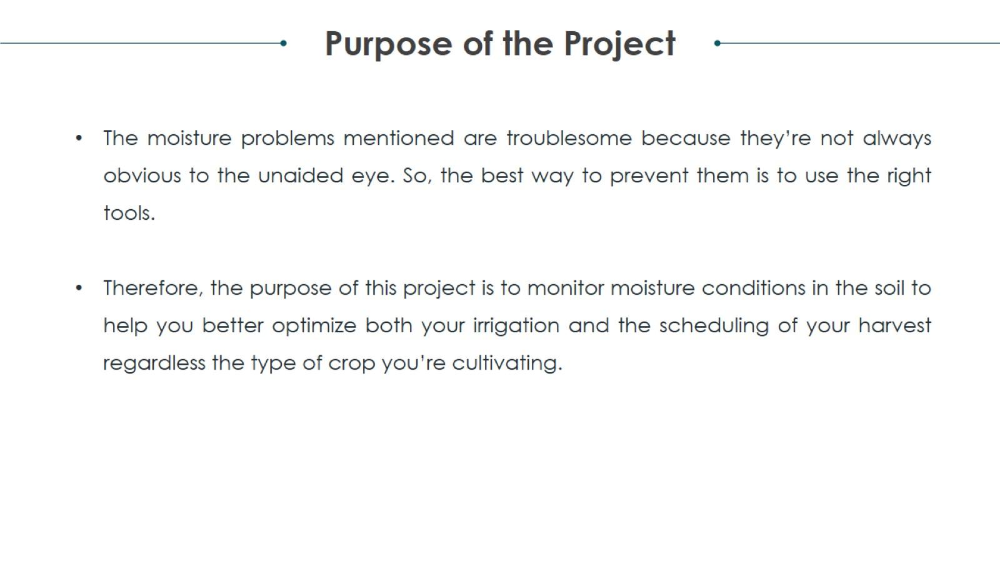 Purpose of the Project
• The moisture problems mentioned are troublesome because they’re not always
obvious to the unaided eye. So, the best way to prevent them is to use the right
tools.
• Therefore, the purpose of this project is to monitor moisture conditions in the soil to
help you better optimize both your irrigation and the scheduling of your harvest
regardless the type of crop you’re cultivating.